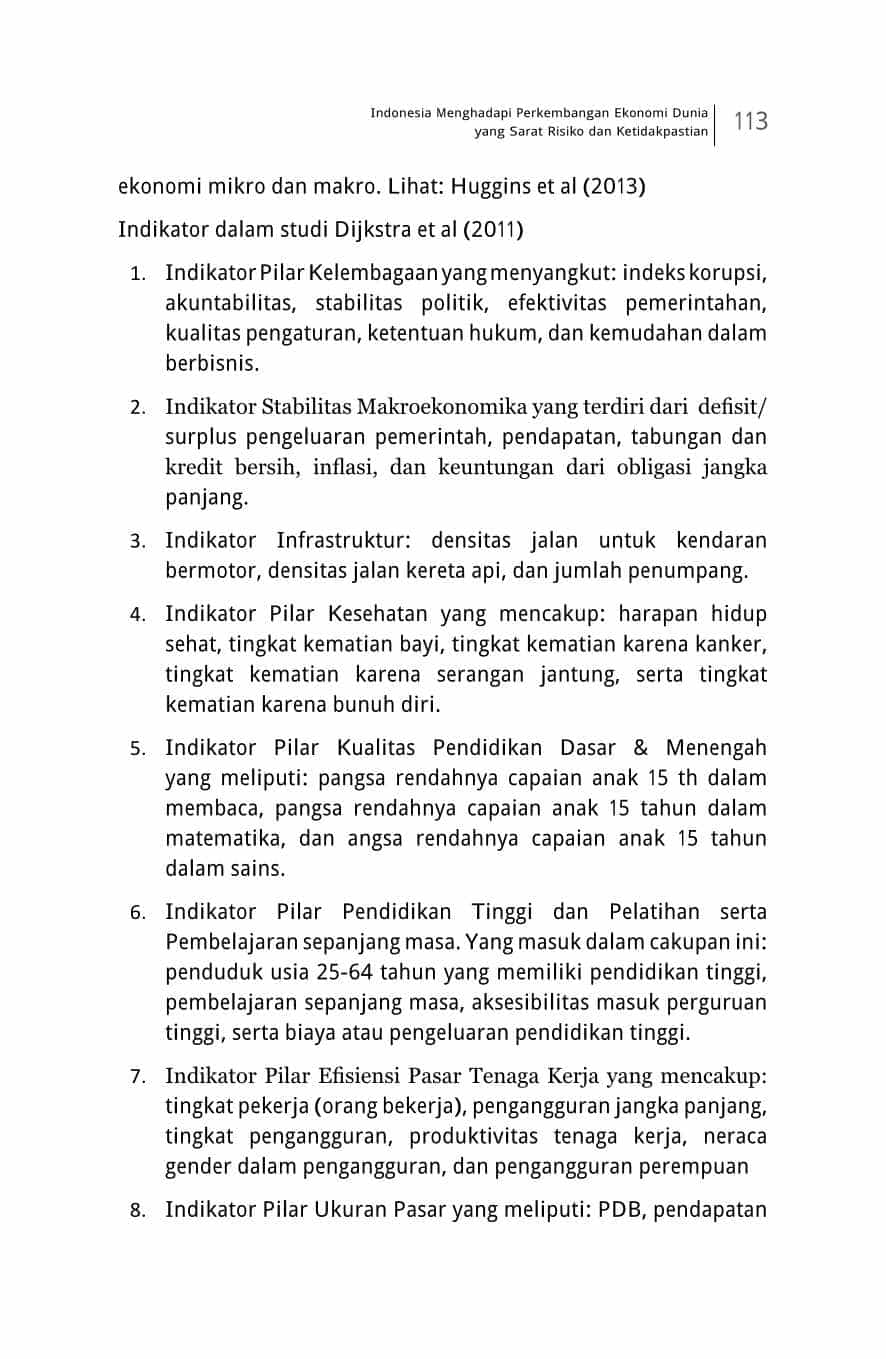 Indonesia Menghadapi Perkembangan Ekonomi Dunia
yang Sarat Risiko dan Ketidakpastian
113
ekonomi mikro dan makro. Lihat: Huggins et al (2013)
Indikator dalam studi Dijkstra et al (2011)
1. Indikator Pilar Kelembagaan yang menyangkut: indeks korupsi,
akuntabilitas, stabilitas politik, efektivitas pemerintahan,
kualitas pengaturan, ketentuan hukum, dan kemudahan dalam
berbisnis.
2. Indikator Stabilitas Makroekonomika yang terdiri dari defisit/
surplus pengeluaran pemerintah, pendapatan, tabungan dan
kredit bersih, inflasi, dan keuntungan dari obligasi jangka
panjang.
3. Indikator Infrastruktur: densitas jalan untuk kendaran
bermotor, densitas jalan kereta api, dan jumlah penumpang.
4. Indikator Pilar Kesehatan yang mencakup: harapan hidup
sehat, tingkat kematian bayi, tingkat kematian karena kanker,
tingkat kematian karena serangan jantung, serta tingkat
kematian karena bunuh diri.
5. Indikator Pilar Kualitas Pendidikan Dasar & Menengah
yang meliputi: pangsa rendahnya capaian anak 15 th dalam
membaca, pangsa rendahnya capaian anak 15 tahun dalam
matematika, dan angsa rendahnya capaian anak 15 tahun
dalam sains.
6. Indikator Pilar Pendidikan Tinggi dan Pelatihan serta
Pembelajaran sepanjang masa. Yang masuk dalam cakupan ini:
penduduk usia 25-64 tahun yang memiliki pendidikan tinggi,
pembelajaran sepanjang masa, aksesibilitas masuk perguruan
tinggi, serta biaya atau pengeluaran pendidikan tinggi.
7. Indikator Pilar Efisiensi Pasar Tenaga Kerja yang mencakup:
tingkat pekerja (orang bekerja), pengangguran jangka panjang,
tingkat pengangguran, produktivitas tenaga kerja, neraca
gender dalam pengangguran, dan pengangguran perempuan
8. Indikator Pilar Ukuran Pasar yang meliputi: PDB, pendapatan